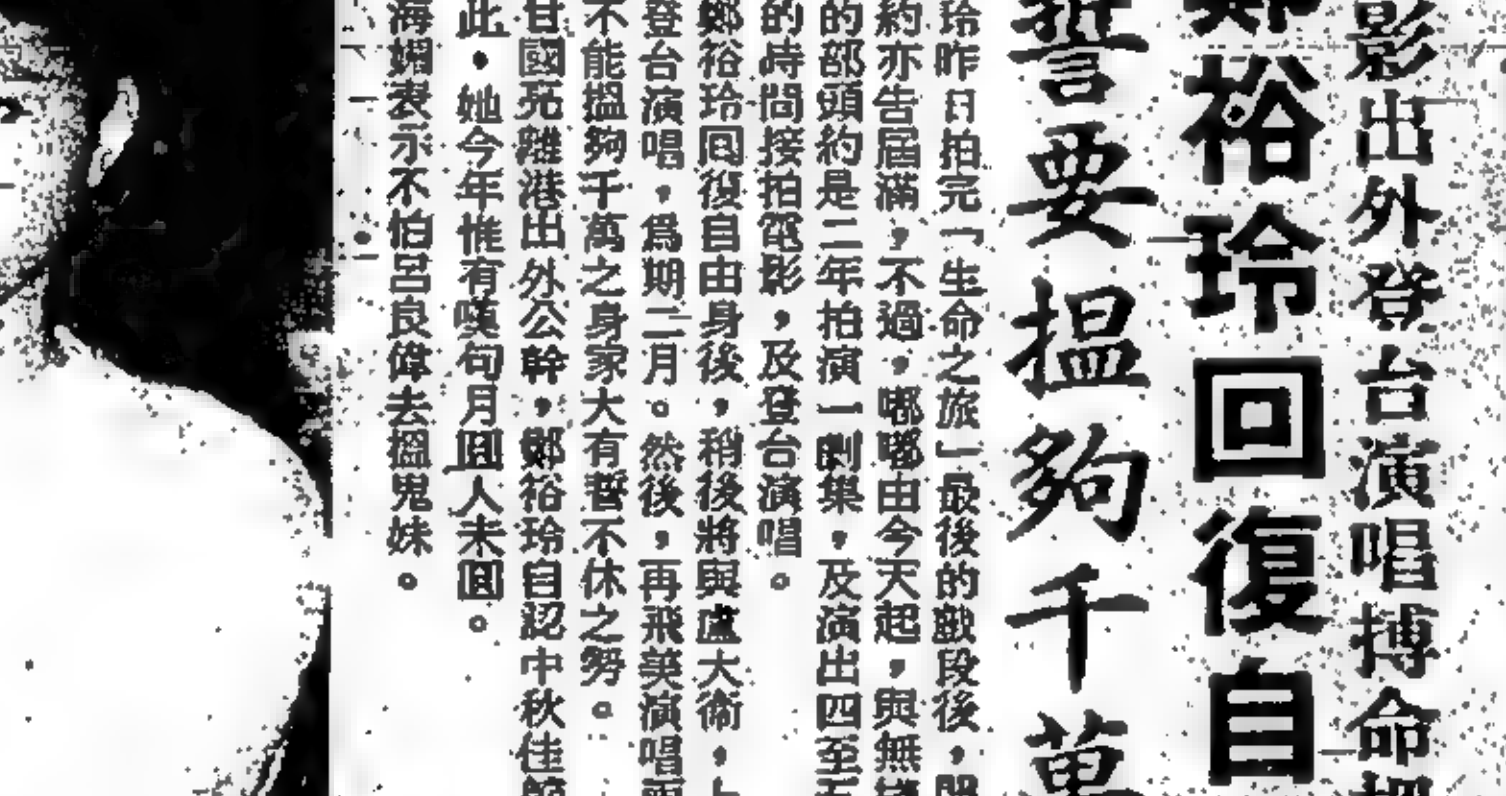 影出外登台演唱搏命
鄭裕玲回復自
誓要搵夠千萬
玲昨日拍完「生命之旅」最後的戲段後，
約亦告屆滿，不過，嘟嘟由今天起，與無綫
的部頭約是二年拍演一劇集，及演出四至五
的時間接拍電影，及登台演唱。
鄭裕玲回復自由身後，稍後將與盧大衞，
登台演唱，爲期二月。然後，再飛英演唱兩
不能搵夠千萬之身家大有誓不休之勢。
甘國亮離港出外公幹，鄭裕玲自認中秋佳節
此，她今年惟有嘆句月圓人未圓。
海媚表示不怕呂良偉去搵鬼妹。